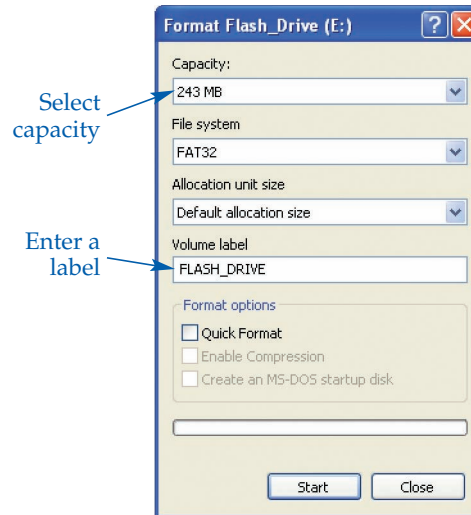 Format Flash_Drive (E:)
Capacity:
243 MB
Select
capacity
File system
FAT32
Allocation unit size
Default allocation size
Enter a
label
Volume label
FLASH_DRIVE
Format options
Quick Format
Enable Compression
Create an MS-DOS startup disk
Start
Close